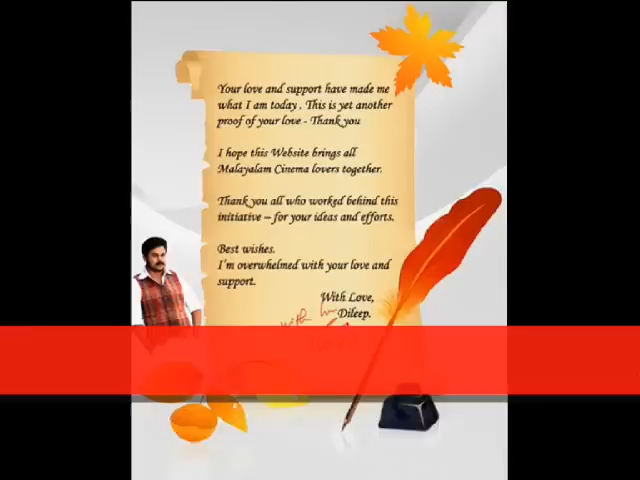 Your love and support have made me
what I am today . This is yet another
proof of your love - Thank you
I hope this Website brings all
Malayalam Cinema lovers together.
Thank you all who worked behind this
initiative – for your ideas and efforts.
Best wishes.
I'm overwhelmed with your love and
support.
With Love,
Dileep.
with